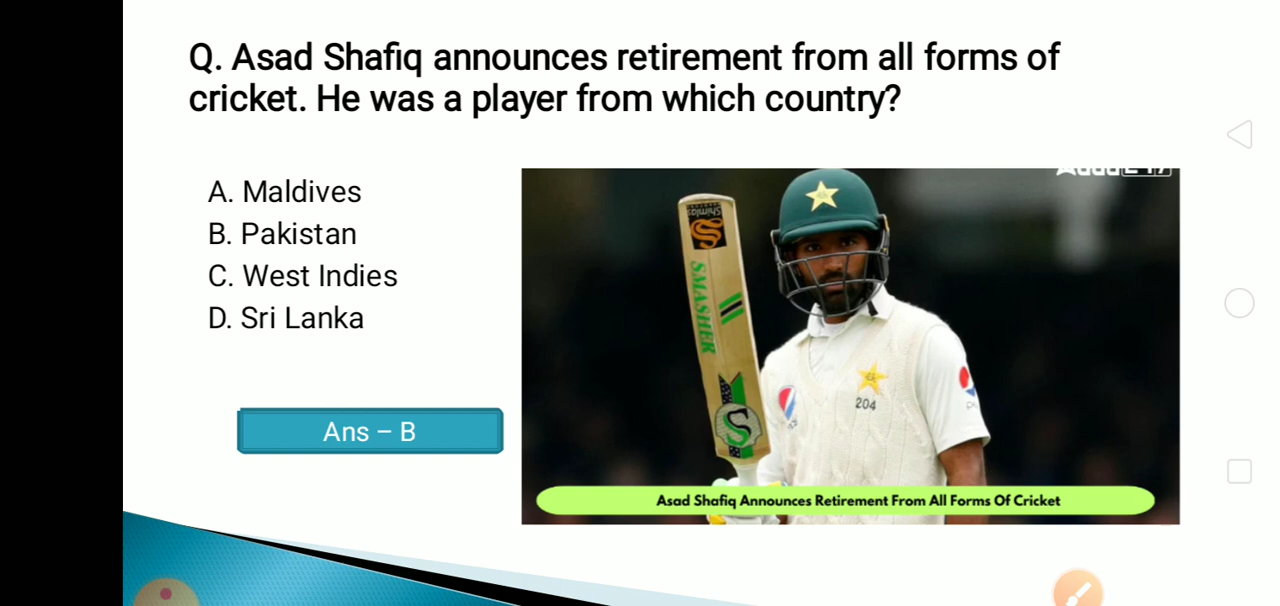 Q. Asad Shafiq announces retirement from all forms of
cricket. He was a player from which country?
A. Maldives
B. Pakistan
C. West Indies
D. Sri Lanka
Ans – B
SMASHER
204
Asad Shafiq Announces Retirement From All Forms Of Cricket